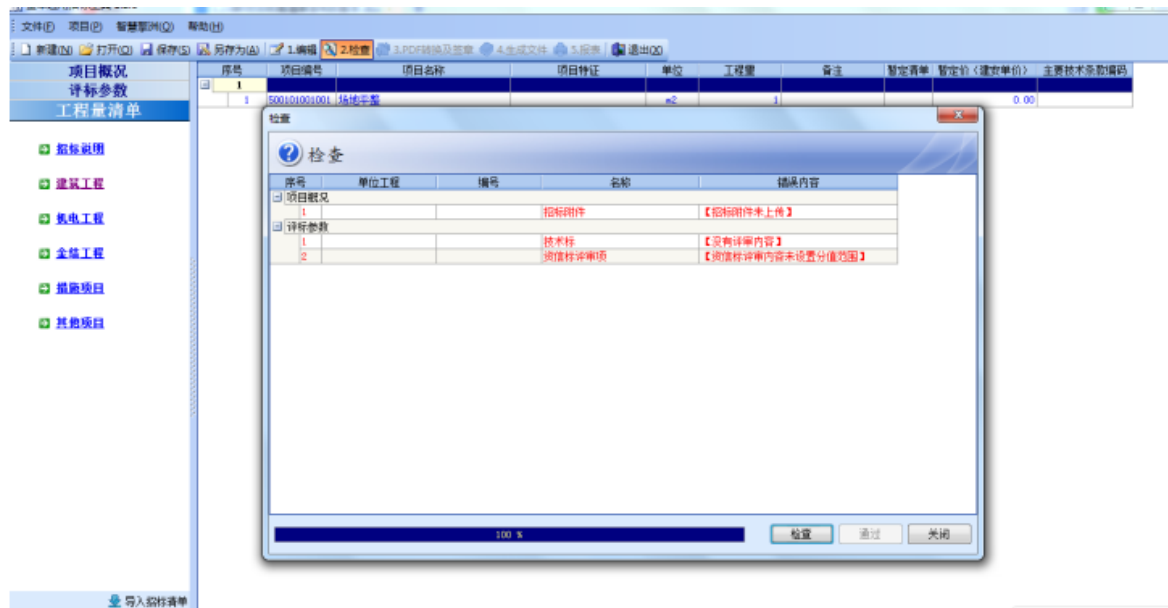 文件(F) 项目(P) 智慧擎洲(Q) 帮助(H)
新建(N) 打开(O) 保存(S) 另存为(A) 1.编辑 2.检查 3.PDF转换及签章 4.生成文件 5.报表 退出(X)
项目概况
评标参数
工程量清单
招标说明
建筑工程
机电工程
金结工程
措施项目
其他项目
导入招标清单
序号 项目编号 项目名称 项目特征 单位 工程量 备注 暂定清单 暂定价(建安单价) 主要技术条款编码
1
1 500101001001 场地平整 m2 1 0.00
检查
检查
序号 单位工程 编号 名称 错误内容
项目概况
1 招标附件 【招标附件未上传】
评标参数
1 技术标 【没有评审内容】
2 资信标评审项 【资信标评审内容未设置分值范围】
100 %
检查 通过 关闭